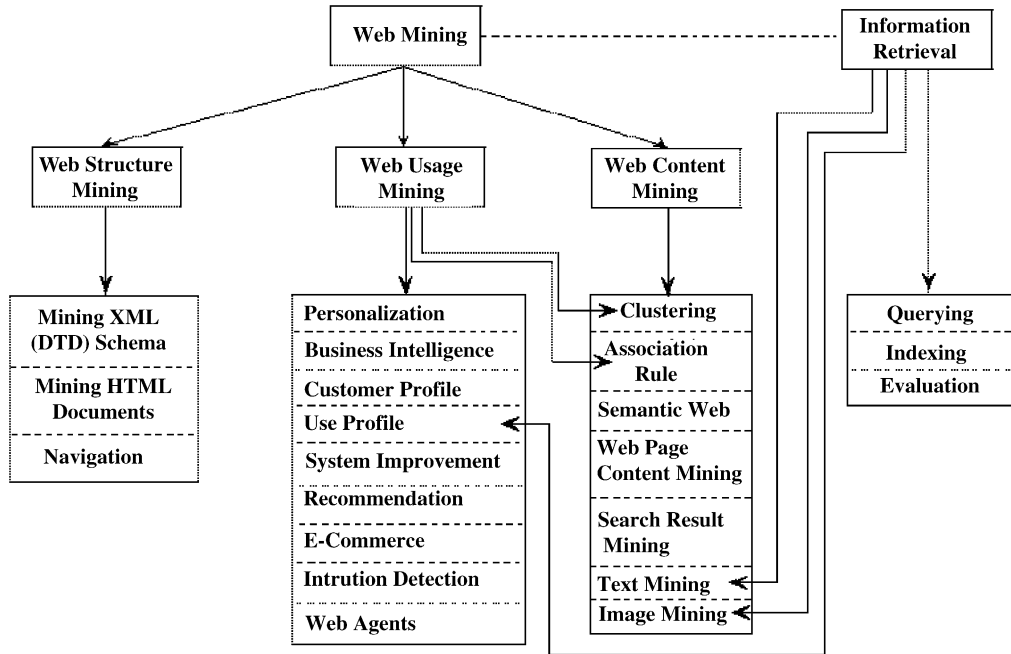 Web Mining
Information
Retrieval
Web Structure
Mining
Web Usage
Mining
Web Content
Mining
Mining XML
(DTD) Schema
Mining HTML
Documents
Navigation
Personalization
Business Intelligence
Customer Profile
Use Profile
System Improvement
Recommendation
E-Commerce
Intrution Detection
Web Agents
Clustering
Association
Rule
Semantic Web
Web Page
Content Mining
Search Result
Mining
Text Mining
Image Mining
Querying
Indexing
Evaluation